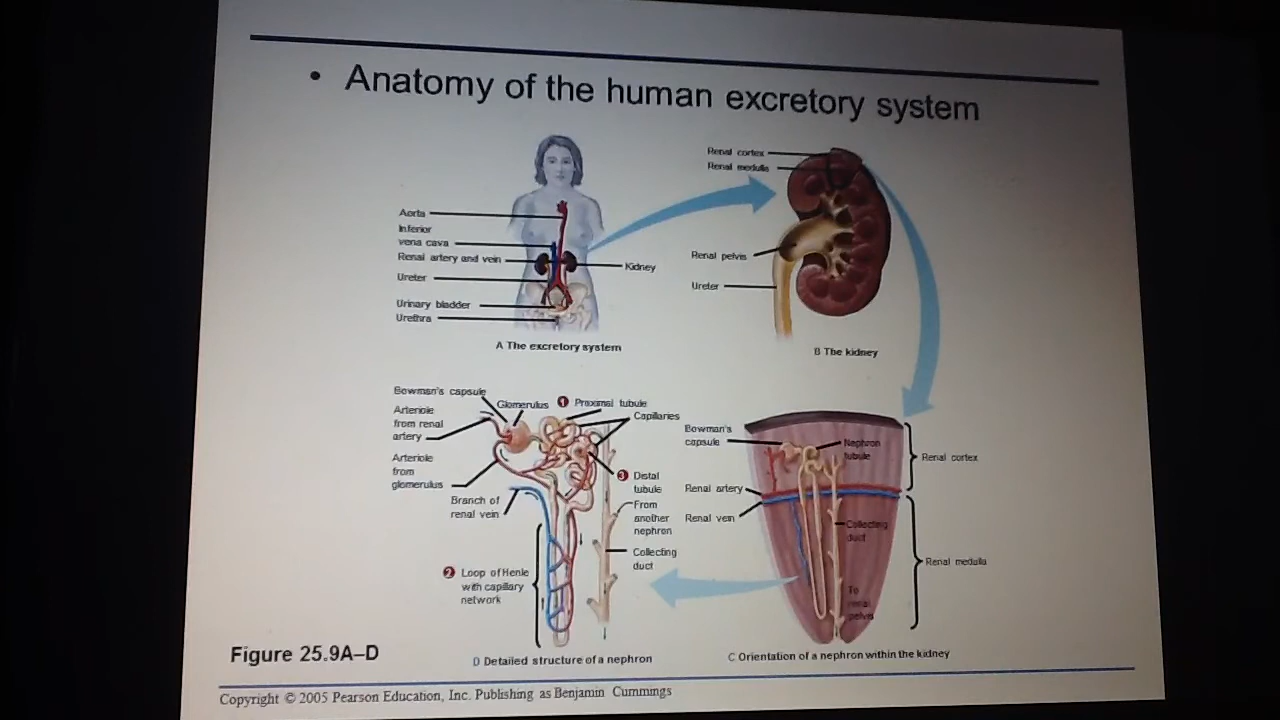 • Anatomy of the human excretory system
Aorta
Inferior
vena cava
Renal artery and vein
Ureter
Urinary bladder
Urethra
Kidney
A The excretory system
Renal cortex
Renal medulla
Renal pelvis
Ureter
B The kidney
Bowman's capsule
Arteriole
from renal
artery
Arteriole
from
glomerulus
Branch of
renal vein
Glomerulus
1 Proximal tubule
Capillaries
3 Distal
tubule
From
another
nephron
Collecting
duct
2 Loop of Henle
with capillary
network
D Detailed structure of a nephron
Bowman's
capsule
Renal artery
Renal vein
Nephron
tubule
Collecting
duct
To
renal
pelvis
Renal cortex
Renal medulla
C Orientation of a nephron within the kidney
Figure 25.9A–D
Copyright © 2005 Pearson Education, Inc. Publishing as Benjamin Cummings